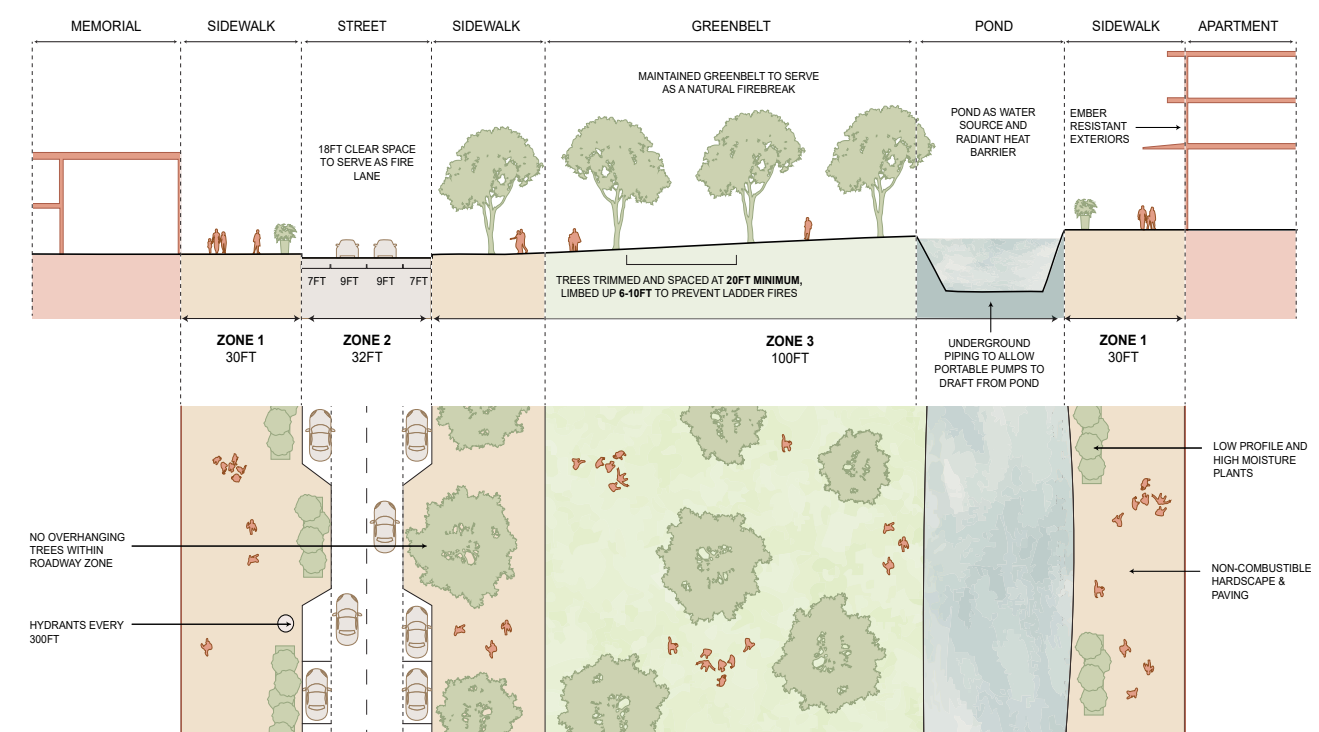 MEMORIAL
SIDEWALK
STREET
SIDEWALK
GREENBELT
POND
SIDEWALK
APARTMENT
MAINTAINED GREENBELT TO SERVE
AS A NATURAL FIREBREAK
18FT CLEAR SPACE
TO SERVE AS FIRE
LANE
POND AS WATER
SOURCE AND
RADIANT HEAT
BARRIER
EMBER
RESISTANT
EXTERIORS
7FT
9FT
9FT
7FT
TREES TRIMMED AND SPACED AT 20FT MINIMUM,
LIMBED UP 6-10FT TO PREVENT LADDER FIRES
ZONE 1
30FT
ZONE 2
32FT
ZONE 3
100FT
UNDERGROUND
PIPING TO ALLOW
PORTABLE PUMPS TO
DRAFT FROM POND
ZONE 1
30FT
LOW PROFILE AND
HIGH MOISTURE
PLANTS
NO OVERHANGING
TREES WITHIN
ROADWAY ZONE
NON-COMBUSTIBLE
HARDSCAPE &
PAVING
HYDRANTS EVERY
300FT